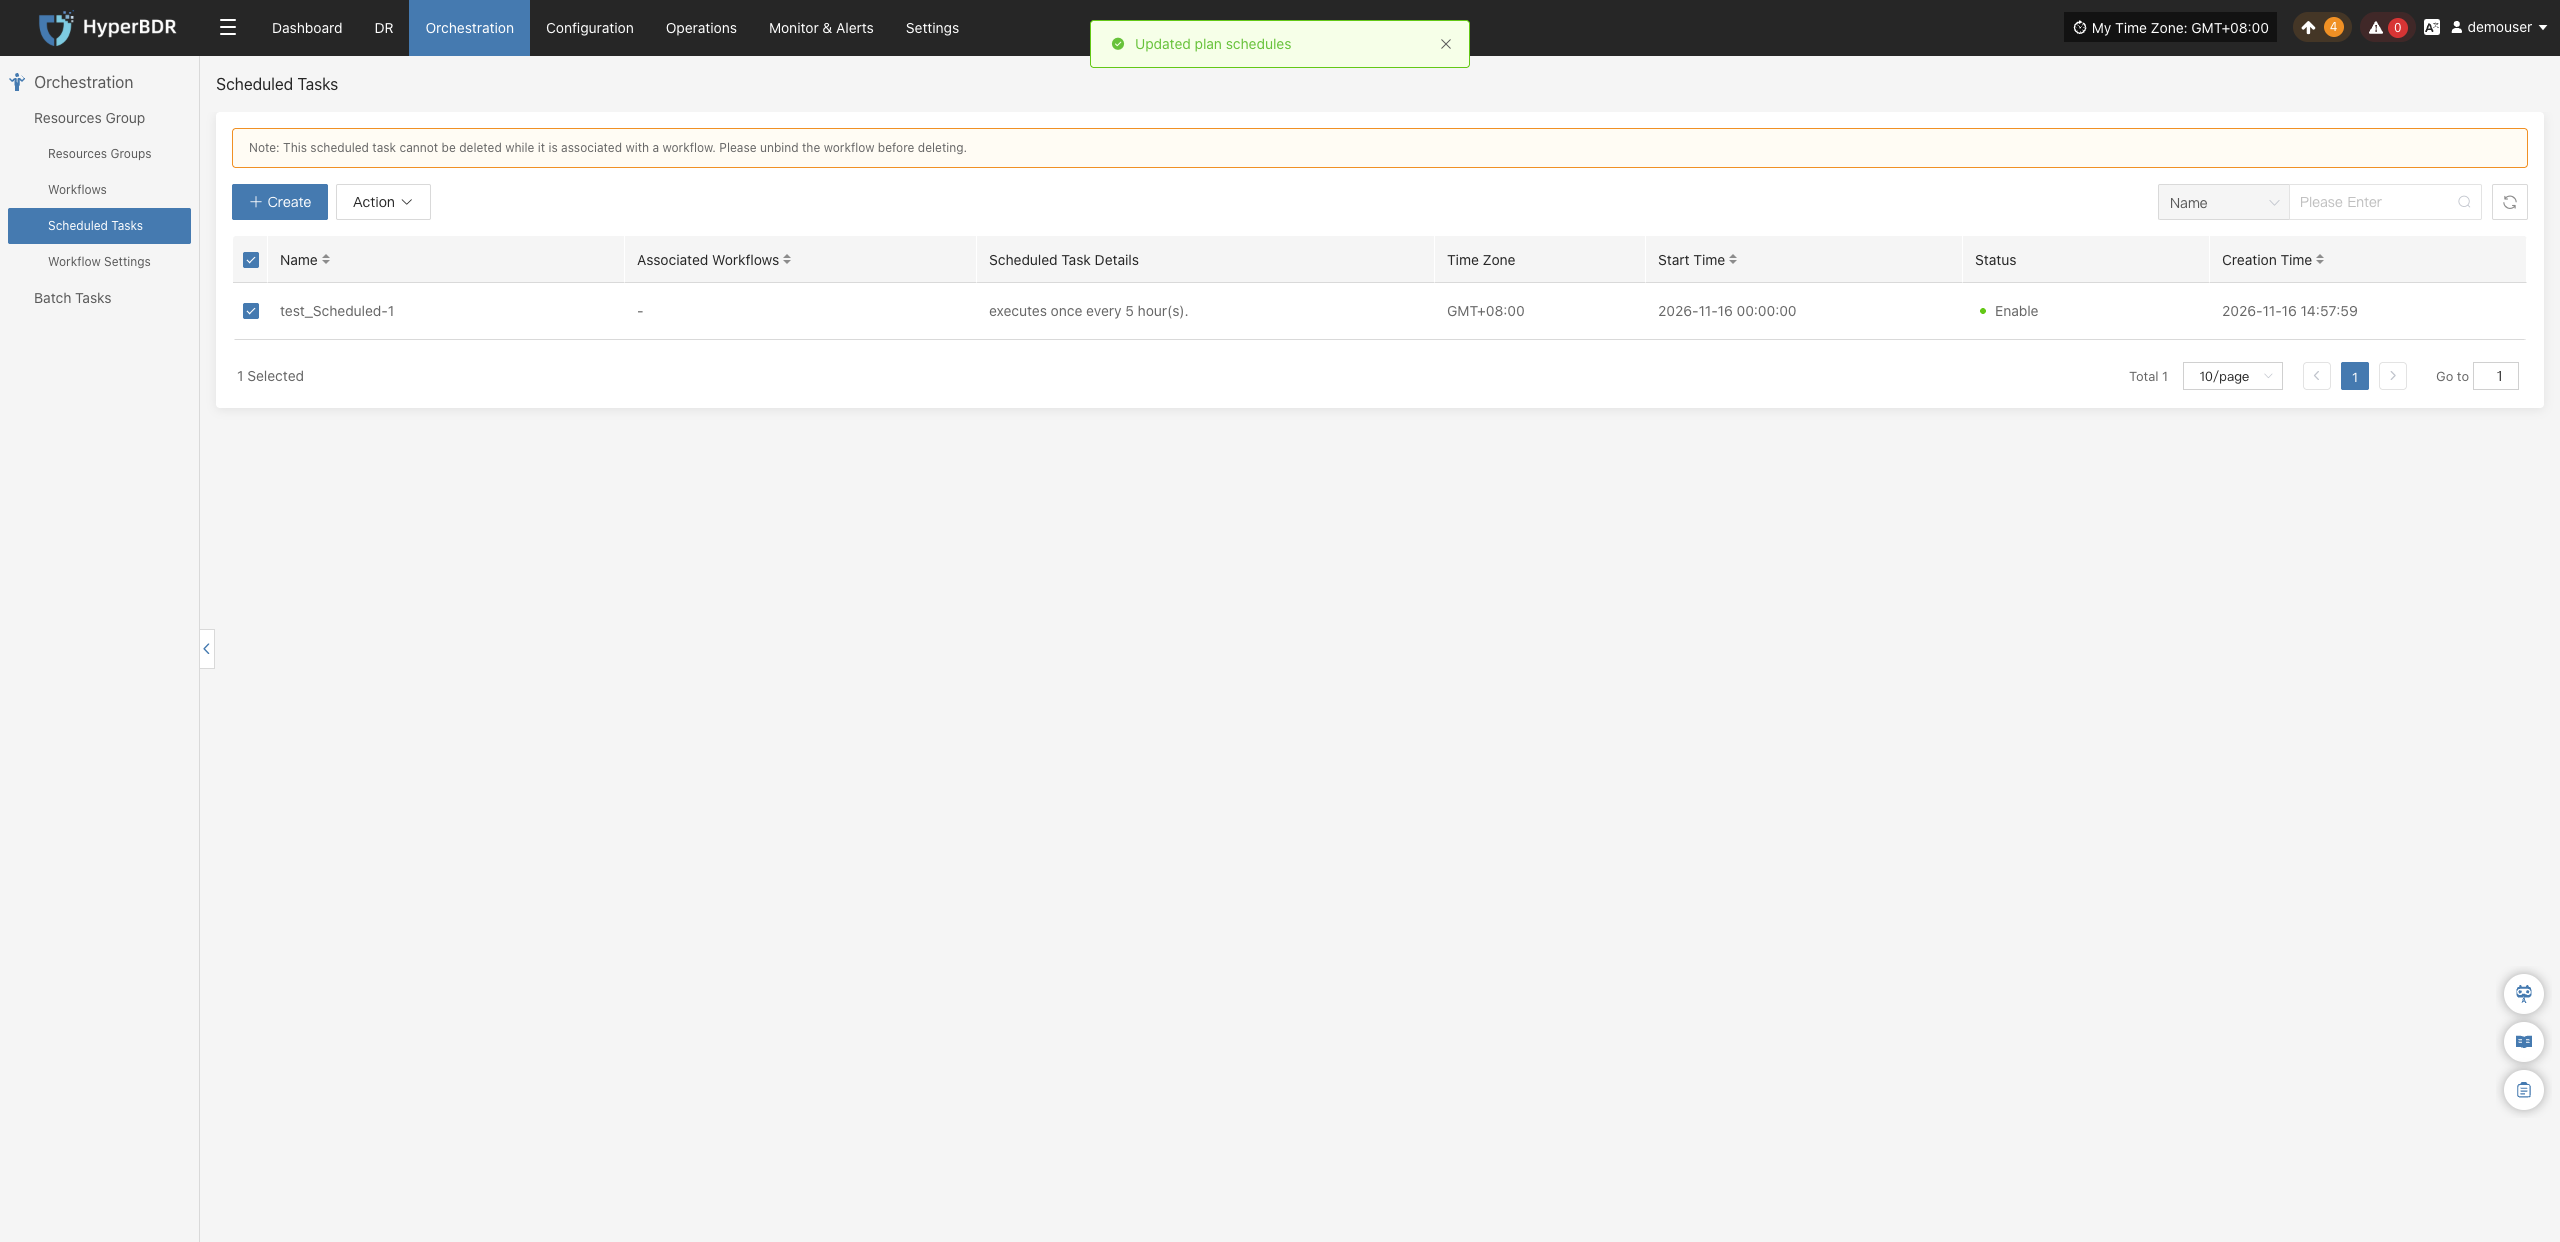 HyperBDR
Dashboard
DR
Orchestration
Configuration
Operations
Monitor & Alerts
Settings
Updated plan schedules
My Time Zone: GMT+08:00
4
0
demouser
Orchestration
Resources Group
Resources Groups
Workflows
Scheduled Tasks
Workflow Settings
Batch Tasks
Scheduled Tasks
Note: This scheduled task cannot be deleted while it is associated with a workflow. Please unbind the workflow before deleting.
Create
Action
Name
Please Enter
Name Associated Workflows Scheduled Task Details Time Zone Start Time Status Creation Time
test_Scheduled-1 - executes once every 5 hour(s). GMT+08:00 2026-11-16 00:00:00 Enable 2026-11-16 14:57:59
1 Selected
Total 1
10/page
1
Go to
1